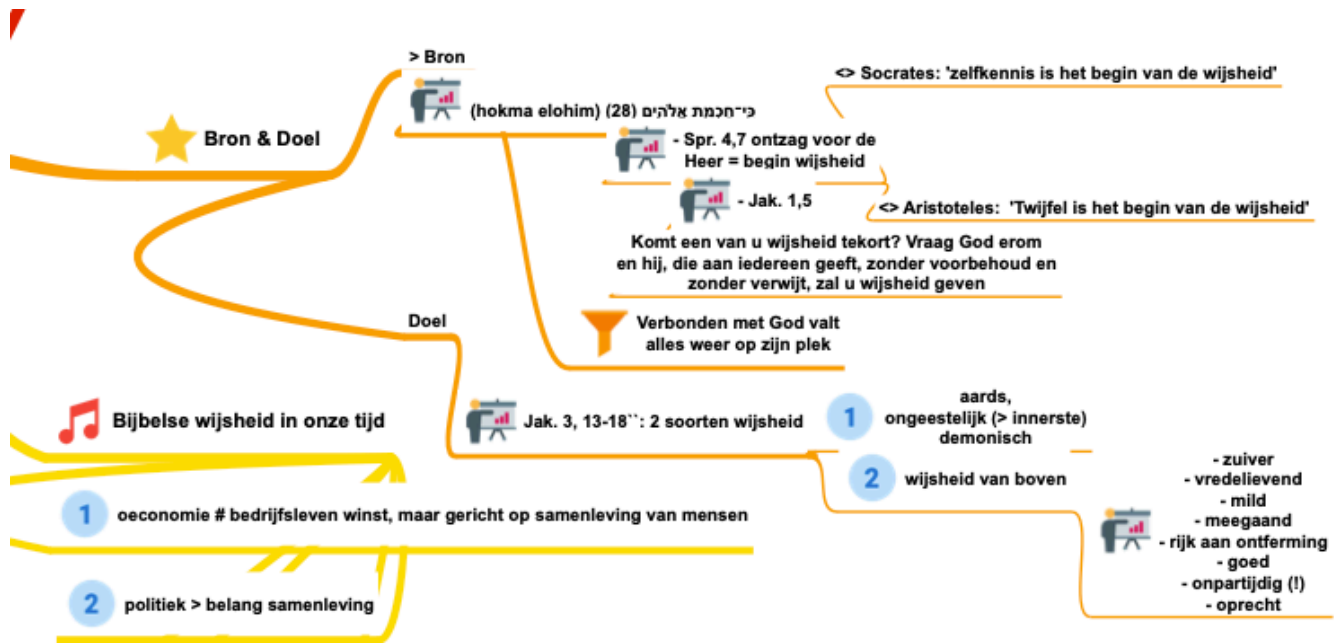 > Bron
<> Socrates: 'zelfkennis is het begin van de wijsheid'
(hokma elohim) (28) כִּי־חָכְמַת אֱלֹהִים
Bron & Doel
- Spr. 4,7 ontzag voor de
Heer = begin wijsheid
- Jak. 1,5
<> Aristoteles:  'Twijfel is het begin van de wijsheid'
Komt een van u wijsheid tekort? Vraag God erom
en hij, die aan iedereen geeft, zonder voorbehoud en
zonder verwijt, zal u wijsheid geven
Doel
Verbonden met God valt
alles weer op zijn plek
Bijbelse wijsheid in onze tijd
Jak. 3, 13-18``: 2 soorten wijsheid
1
aards,
ongeestelijk (> innerste)
demonisch
2
wijsheid van boven
- zuiver
- vredelievend
- mild
- meegaand
- rijk aan ontferming
- goed
- onpartijdig (!)
- oprecht
1
oeconomie # bedrijfsleven winst, maar gericht op samenleving van mensen
2
politiek > belang samenleving